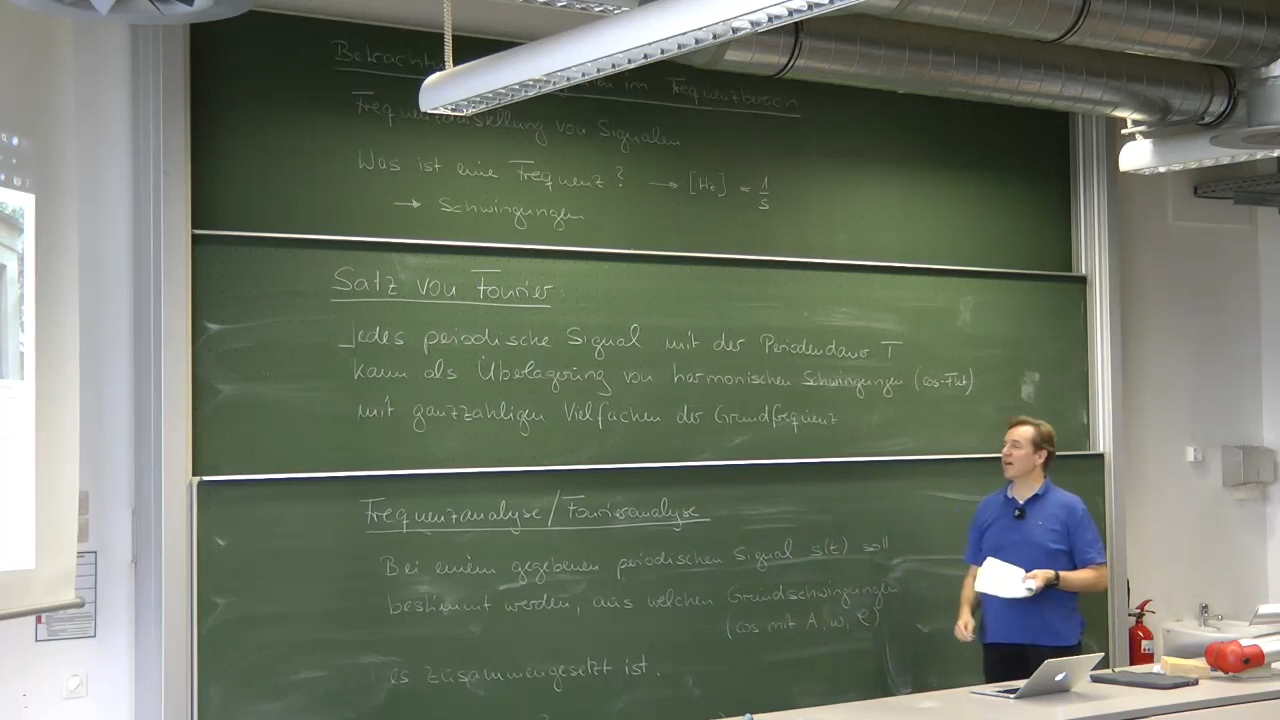 Betrachtu im Frequenzbereich
Frequenzdarstellung von Signalen
Was ist eine Frequenz? → [Hz] = 1/s
→ Schwingungen
Satz von Fourier:
Jedes periodische Signal mit der Periodendauer T
kann als Überlagerung von harmonischen Schwingungen (cos-Fkt)
mit ganzzahligen Vielfachen der Grundfrequenz
Frequenzanalyse/Fourieranalyse
Bei einem gegebenen periodischen Signal s(t) soll
bestimmt werden, aus welchen Grundschwingungen
(cos mit A, ω, φ)
es zusammengesetzt ist.